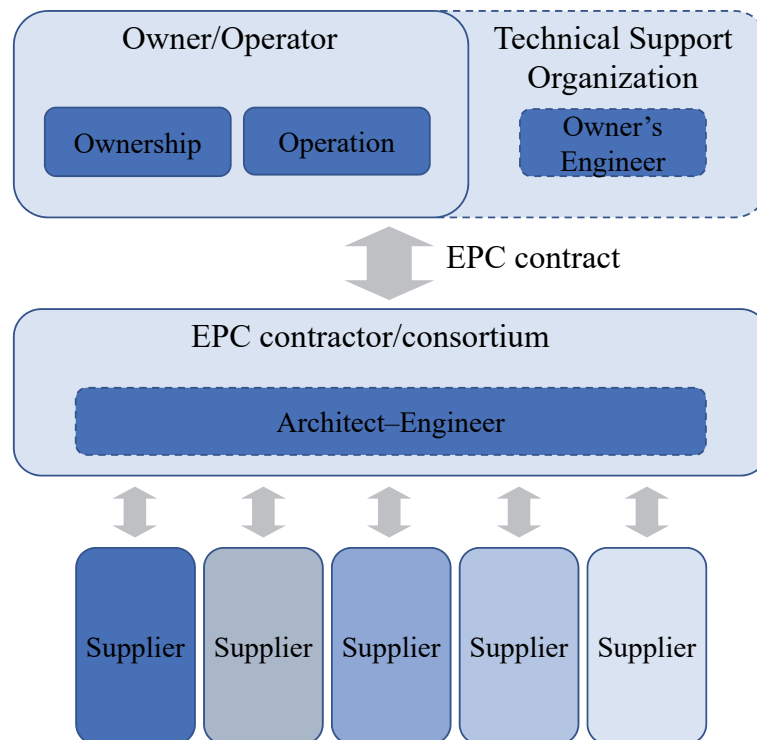 Owner/Operator
Technical Support
Organization
Ownership
Operation
Owner’s
Engineer
EPC contract
EPC contractor/consortium
Architect–Engineer
Supplier
Supplier
Supplier
Supplier
Supplier